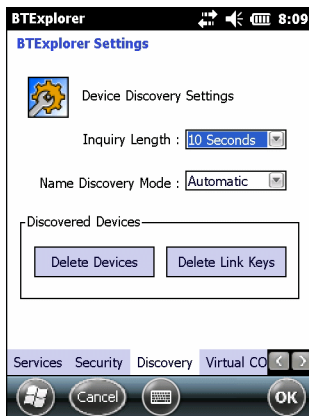 BTExplorer 8:09
BTExplorer Settings
Device Discovery Settings
Inquiry Length : 10 Seconds
Name Discovery Mode : Automatic
Discovered Devices
Delete Devices Delete Link Keys
Services Security Discovery Virtual CO
Cancel OK